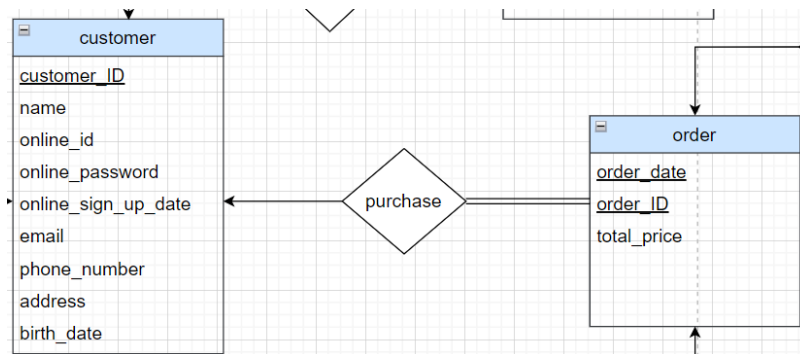 customer
customer_ID
name
online_id
online_password
online_sign_up_date
email
phone_number
address
birth_date
purchase
order
order_date
order_ID
total_price